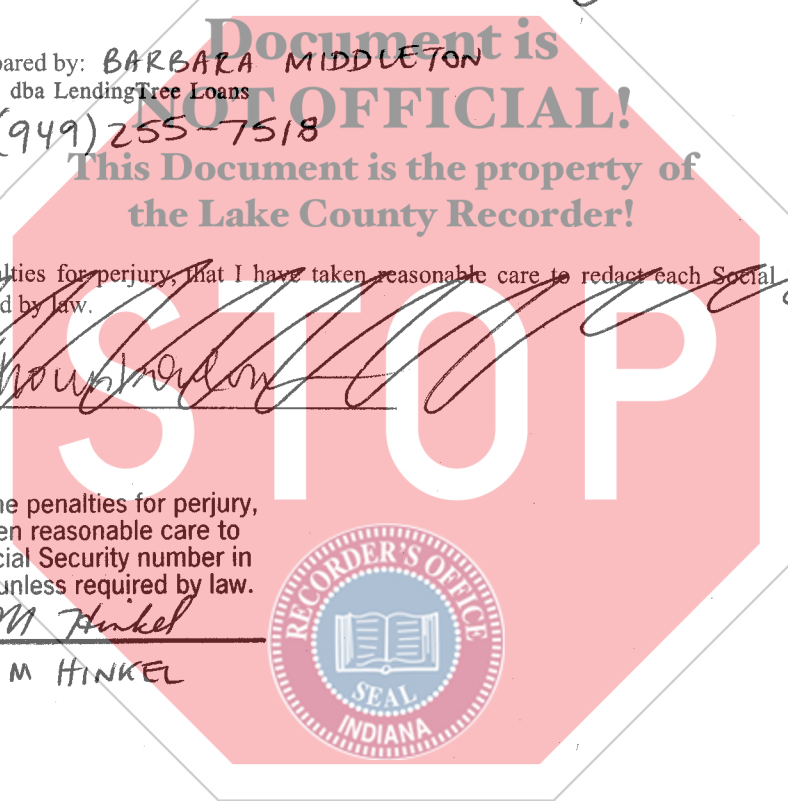 Document is
pared by: BARBARA MIDDLETON
dba LendingTree Loans
NOT OFFICIAL!
(949) 255-7518
This Document is the property of
the Lake County Recorder!
lties for perjury, that I have taken reasonable care to redact each Social
d by law.
STOP
he penalties for perjury,
en reasonable care to
cial Security number in
unless required by law.
M Hinkel
M HINKEL
RECORDER'S OFFICE
SEAL
INDIANA